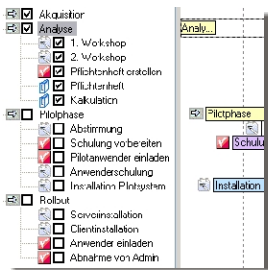 Akquisition
Analyse
Analy...
1. Workshop
2. Workshop
Pflichtenheft erstellen
Pflichtenheft
Kalkulation
Pilotphase
Pilotphase
Abstimmung
Schulung vorbereiten
Schulu
Pilotanwender einladen
Anwenderschulung
Installation Pilotsystem
Installation
Rollout
Serverinstallation
Clientinstallation
Anwender einladen
Abnahme von Admin